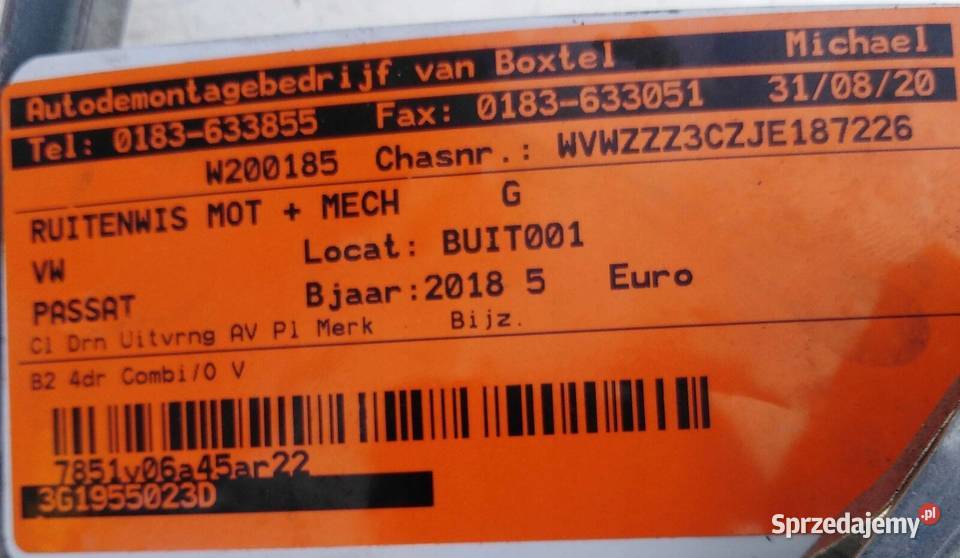 Autodemontagebedrijf van Boxtel Michael
Tel: 0183-633855 Fax: 0183-633051 31/08/20
W200185 Chasnr.: WVWZZZ3CZJE187226
RUITENWIS MOT + MECH G
VW Locat: BUIT001
PASSAT Bjaar:2018 5 Euro
Cl Drn Uitvrng AV Pl Merk Bijz.
B2 4dr Combi/O V
7851v06a45ar22
3G1955023D
Sprzedajemy.pl